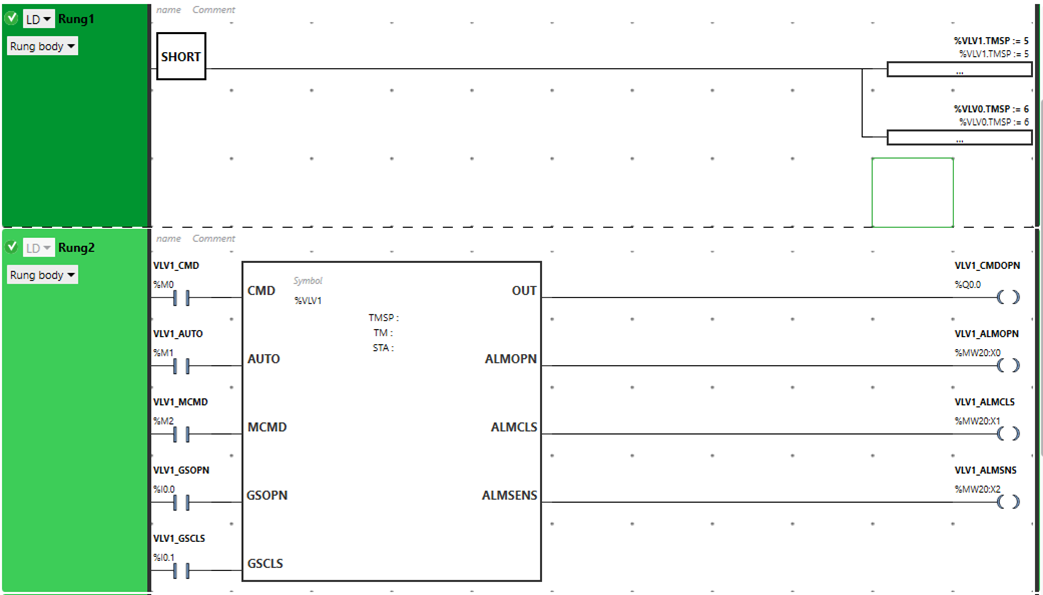 name Comment
LD Rung1
Rung body
SHORT
%VLV1.TMSP := 5
%VLV1.TMSP := 5
...
%VLV0.TMSP := 6
%VLV0.TMSP := 6
...
name Comment
LD Rung2
Rung body
VLV1_CMD
%M0
CMD
Symbol
%VLV1
TMSP :
TM :
STA :
OUT
VLV1_CMDOPN
%Q0.0
VLV1_AUTO
%M1
AUTO
ALMOPN
VLV1_ALMOPN
%MW20:X0
VLV1_MCMD
%M2
MCMD
ALMCLS
VLV1_ALMCLS
%MW20:X1
VLV1_GSOPN
%I0.0
GSOPN
ALMSENS
VLV1_ALMSNS
%MW20:X2
VLV1_GSCLS
%I0.1
GSCLS